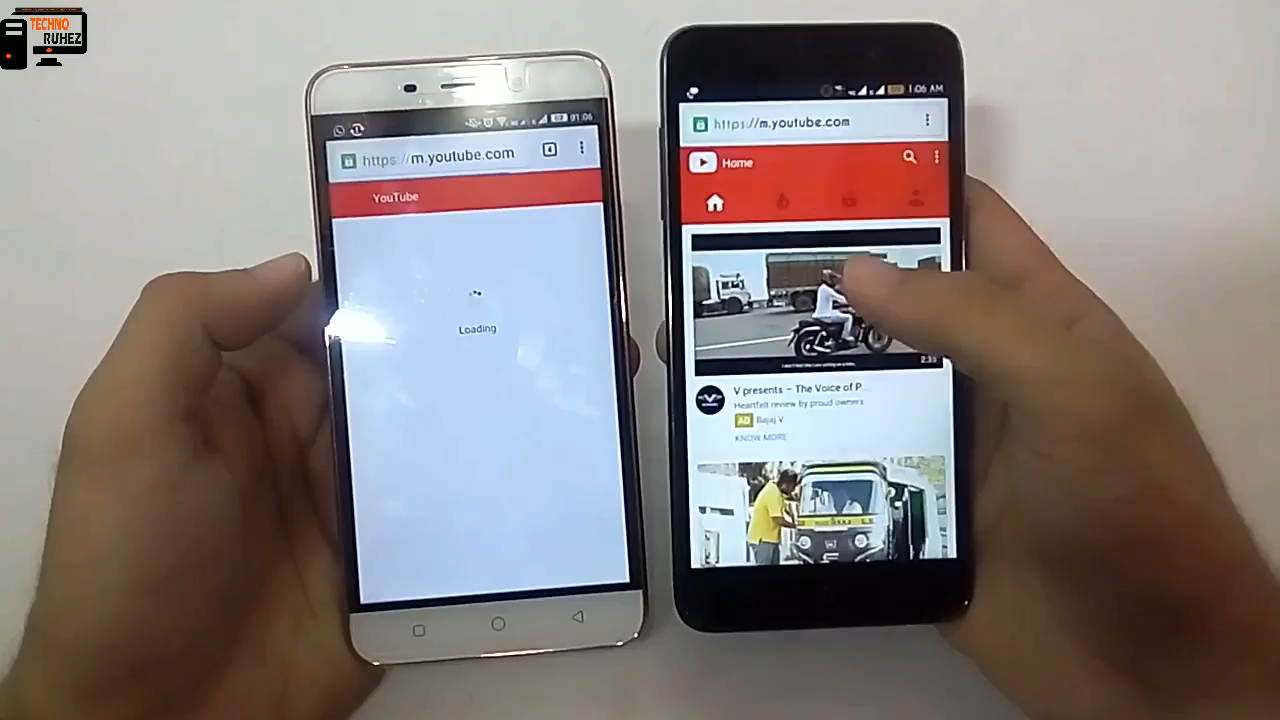 TECHNO
RUHEZ
01:06
https://m.youtube.com
4
YouTube
Loading
1:06 AM
https://m.youtube.com
Home
2:33
V presents – The Voice of P...
Heartfelt review by proud owners
AD Bajaj V
KNOW MORE